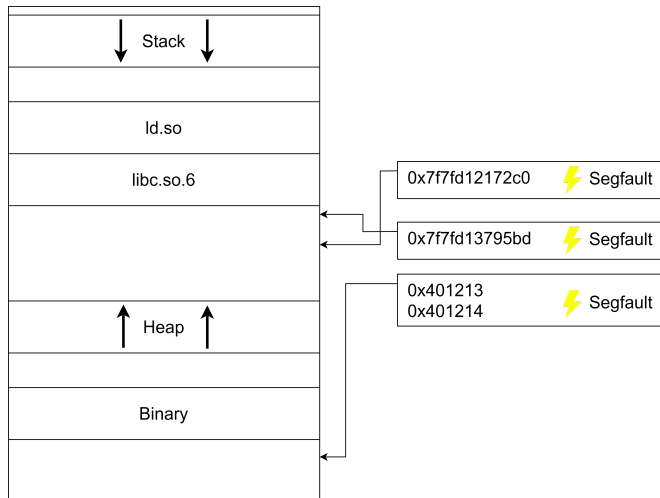 Stack
ld.so
libc.so.6
Heap
Binary
0x7f7fd12172c0 Segfault
0x7f7fd13795bd Segfault
0x401213
0x401214 Segfault